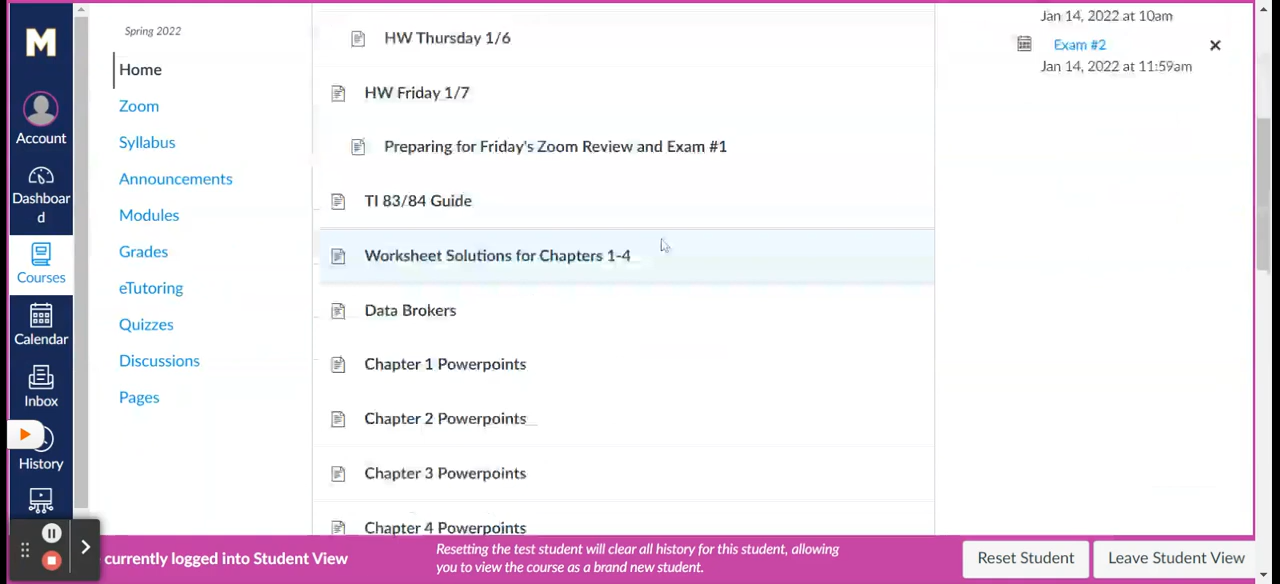 M
Account
Dashboar
d
Courses
Calendar
Inbox
History
Spring 2022
Home
Zoom
Syllabus
Announcements
Modules
Grades
eTutoring
Quizzes
Discussions
Pages
HW Thursday 1/6
HW Friday 1/7
Preparing for Friday's Zoom Review and Exam #1
TI 83/84 Guide
Worksheet Solutions for Chapters 1-4
Data Brokers
Chapter 1 Powerpoints
Chapter 2 Powerpoints
Chapter 3 Powerpoints
Chapter 4 Powerpoints
Jan 14, 2022 at 10am
Exam #2
Jan 14, 2022 at 11:59am
currently logged into Student View
Resetting the test student will clear all history for this student, allowing
you to view the course as a brand new student.
Reset Student
Leave Student View